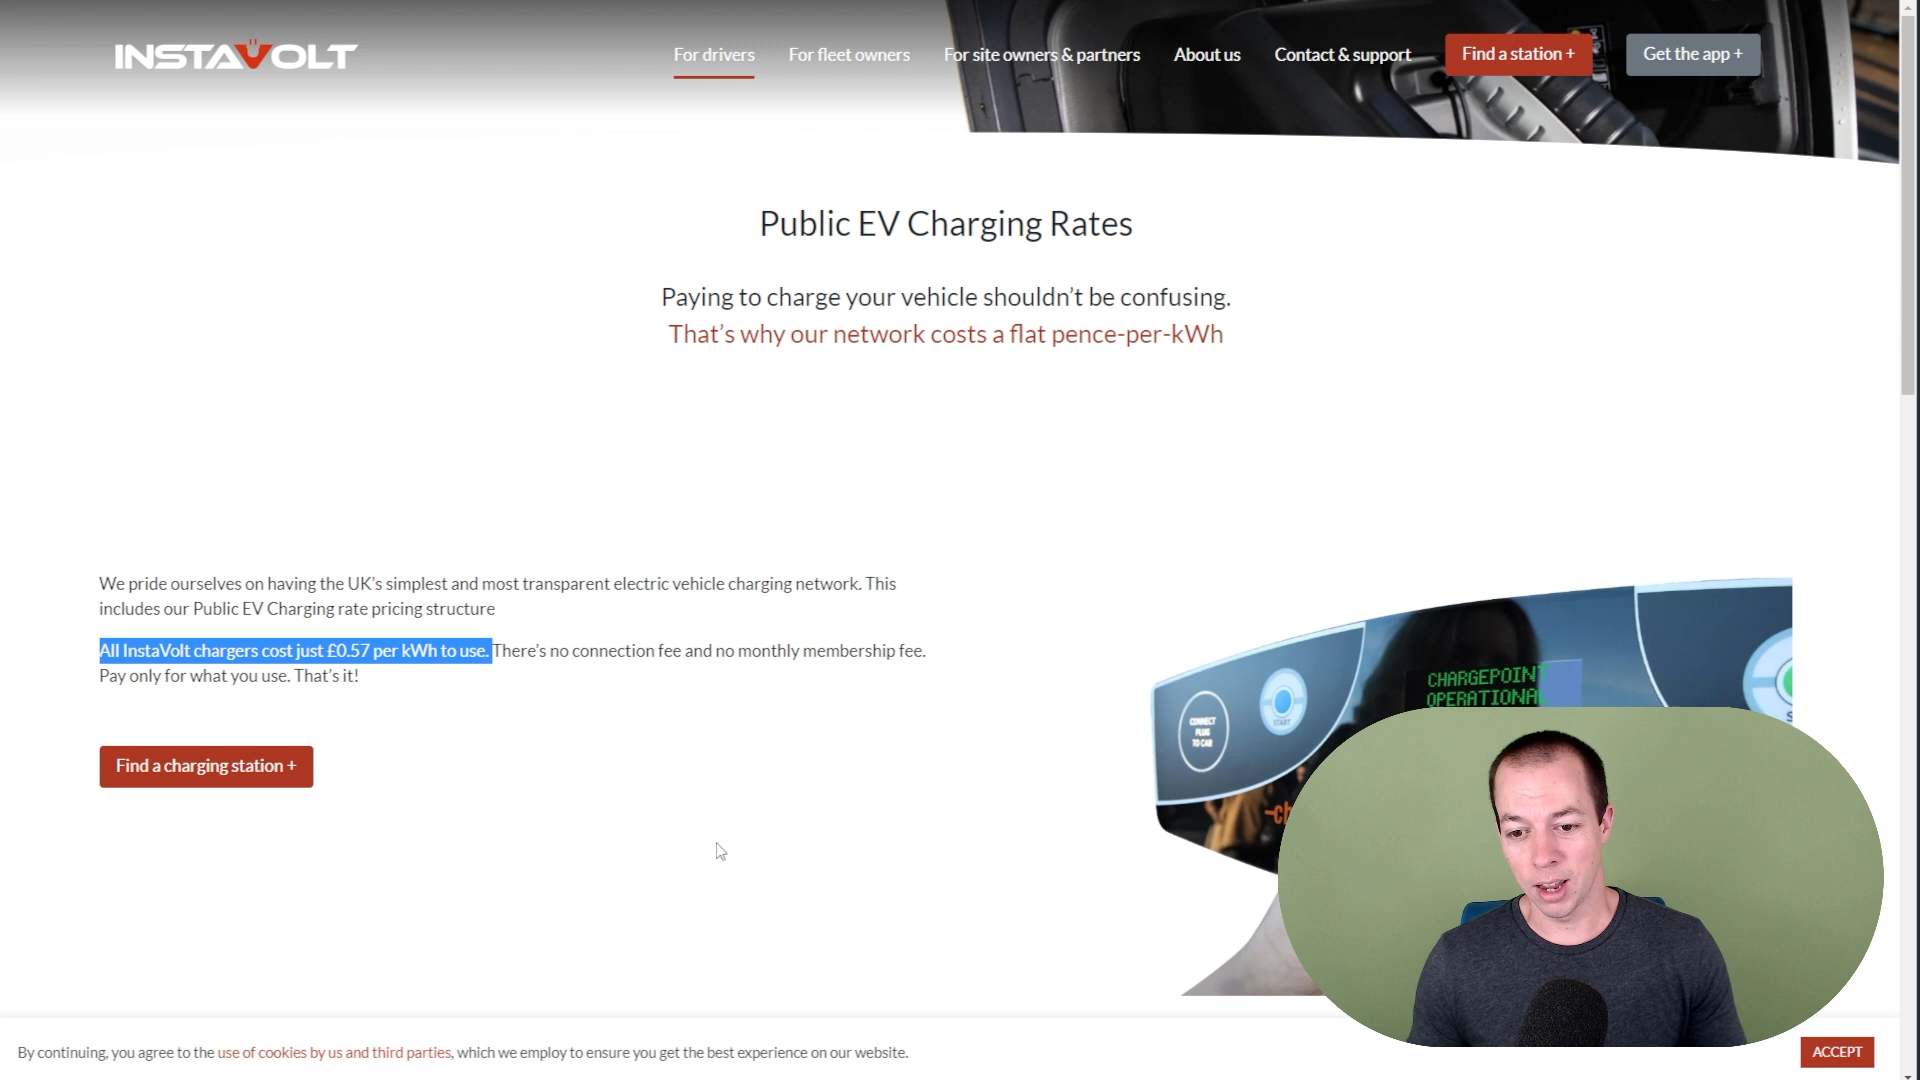 INSTAVOLT
For drivers
For fleet owners
For site owners & partners
About us
Contact & support
Find a station +
Get the app +
Public EV Charging Rates
Paying to charge your vehicle shouldn’t be confusing.
That’s why our network costs a flat pence-per-kWh
We pride ourselves on having the UK’s simplest and most transparent electric vehicle charging network. This
includes our Public EV Charging rate pricing structure
All InstaVolt chargers cost just £0.57 per kWh to use. There’s no connection fee and no monthly membership fee.
Pay only for what you use. That’s it!
Find a charging station +
CHARGEPOINT
OPERATIONAL
CONNECT
PLUG
TO CAR
START
By continuing, you agree to the use of cookies by us and third parties, which we employ to ensure you get the best experience on our website.
ACCEPT